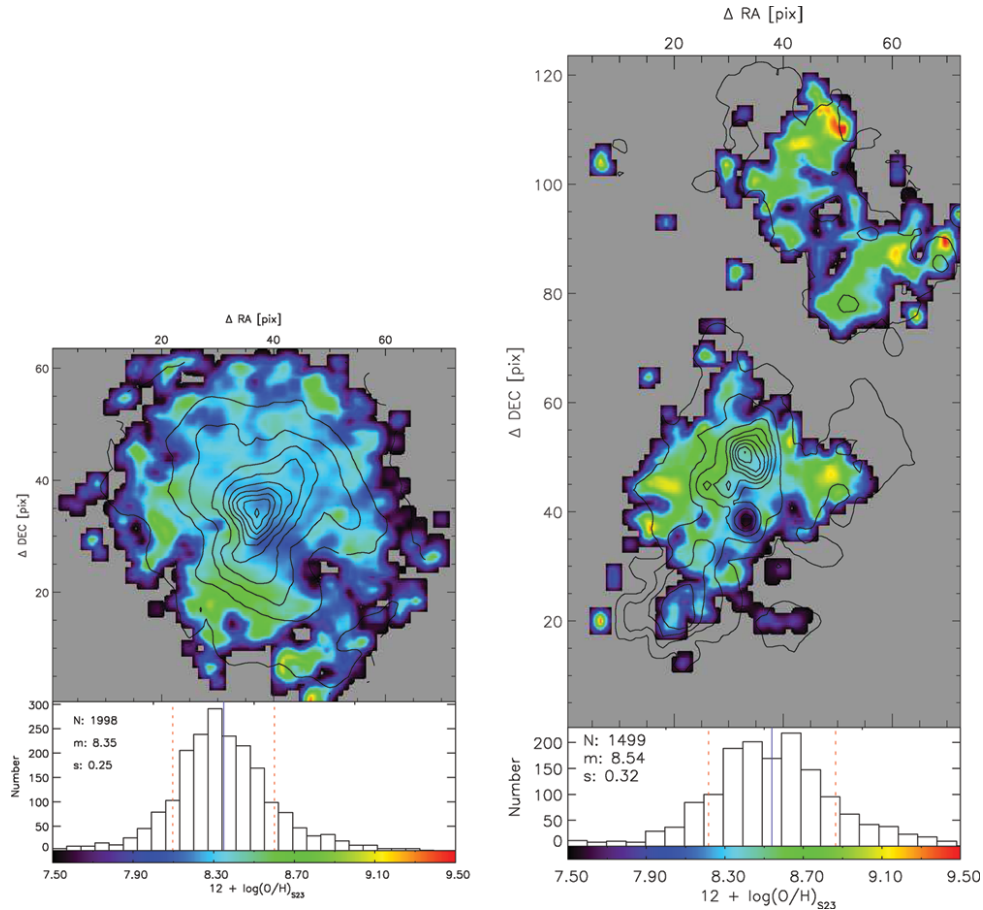 Δ RA [pix]
20 40 60
Δ DEC [pix]
60
40
20
Number
300
250
200
150
100
50
0
N: 1998
m: 8.35
s: 0.25
7.50 7.90 8.30 8.70 9.10 9.50
12 + log(O/H)S23
Δ RA [pix]
20 40 60
Δ DEC [pix]
120
100
80
60
40
20
Number
200
150
100
50
0
N: 1499
m: 8.54
s: 0.32
7.50 7.90 8.30 8.70 9.10 9.50
12 + log(O/H)S23